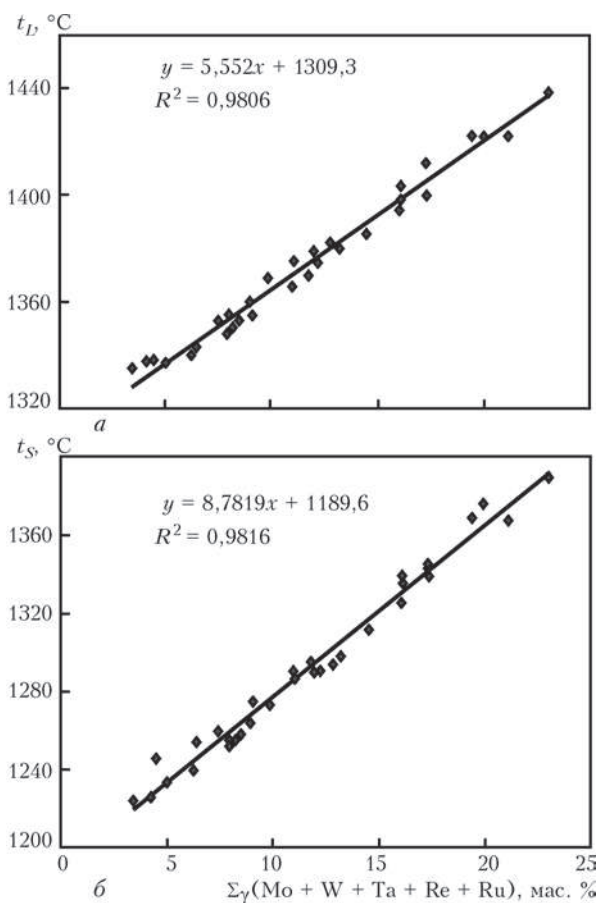 t_L, °C
y = 5,552x + 1309,3
R² = 0,9806
1440
1400
1360
1320
а
t_S, °C
y = 8,7819x + 1189,6
R² = 0,9816
1360
1320
1280
1240
1200
0 5 10 15 20 25
б Σγ(Mo + W + Ta + Re + Ru), мас. %